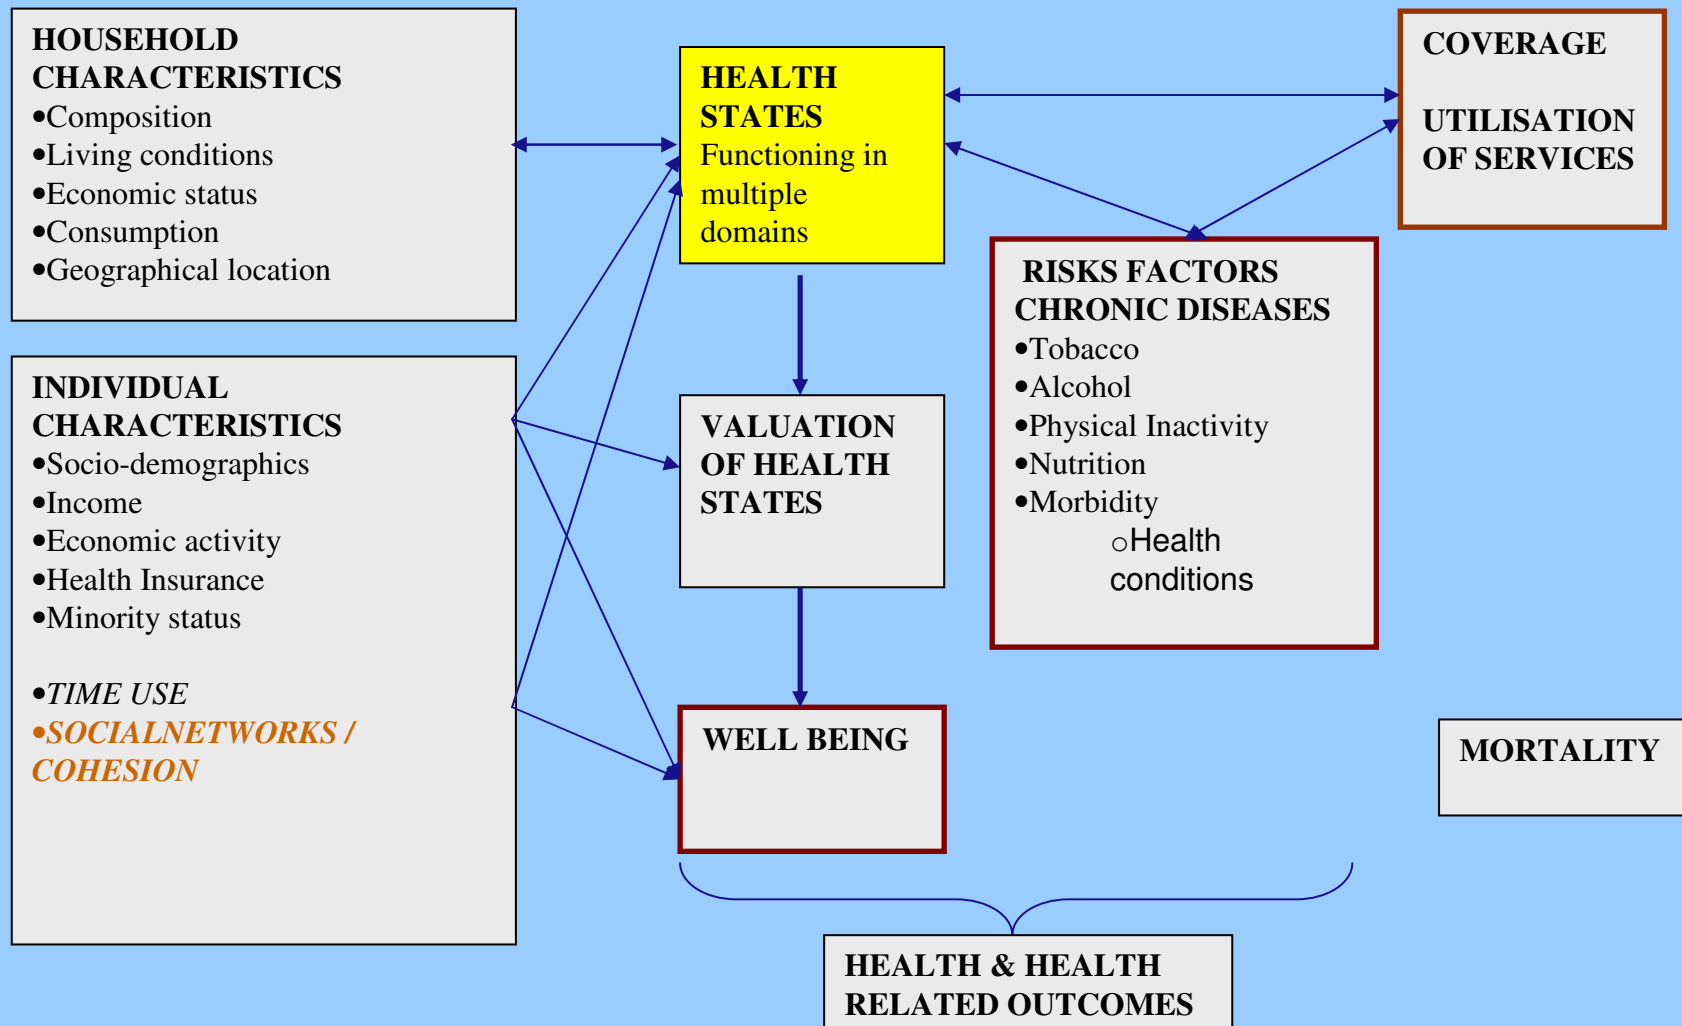 HOUSEHOLD
CHARACTERISTICS
•Composition
•Living conditions
•Economic status
•Consumption
•Geographical location
INDIVIDUAL
CHARACTERISTICS
•Socio-demographics
•Income
•Economic activity
•Health Insurance
•Minority status
•TIME USE
•SOCIALNETWORKS /
COHESION
HEALTH
STATES
Functioning in
multiple
domains
VALUATION
OF HEALTH
STATES
WELL BEING
COVERAGE
UTILISATION
OF SERVICES
RISKS FACTORS
CHRONIC DISEASES
•Tobacco
•Alcohol
•Physical Inactivity
•Nutrition
•Morbidity
oHealth
conditions
MORTALITY
HEALTH & HEALTH
RELATED OUTCOMES